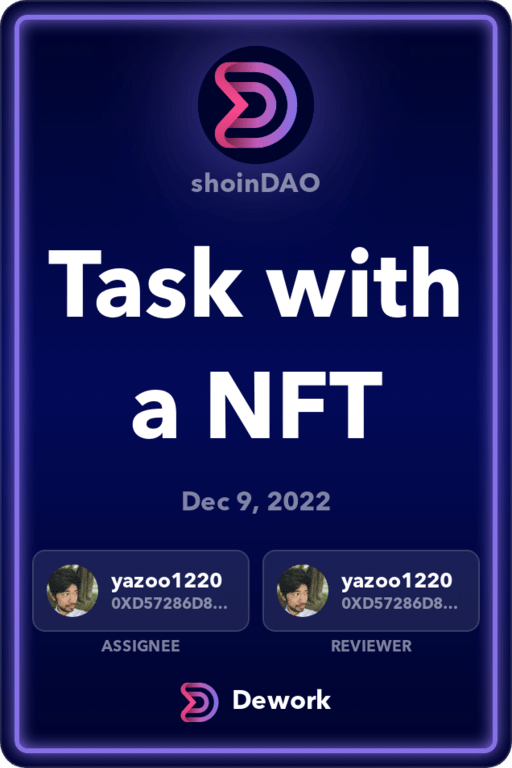 shoinDAO
Task with
a NFT
Dec 9, 2022
yazoo1220
0XD57286D8...
ASSIGNEE
yazoo1220
0XD57286D8...
REVIEWER
Dework